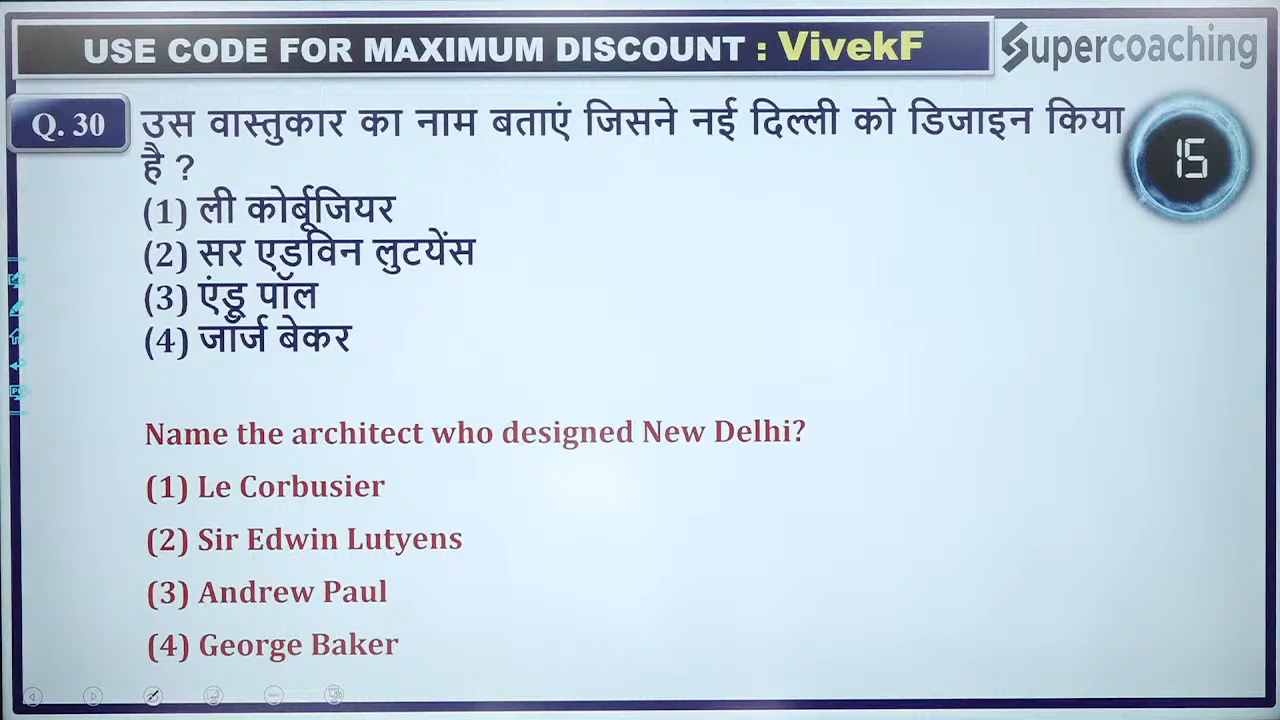 USE CODE FOR MAXIMUM DISCOUNT : VivekF
Supercoaching
Q. 30
उस वास्तुकार का नाम बताएं जिसने नई दिल्ली को डिजाइन किया
है ?
15
(1) ली कोर्बूजियर
(2) सर एडविन लुटयेंस
(3) एंड्रू पॉल
(4) जॉर्ज बेकर
Name the architect who designed New Delhi?
(1) Le Corbusier
(2) Sir Edwin Lutyens
(3) Andrew Paul
(4) George Baker